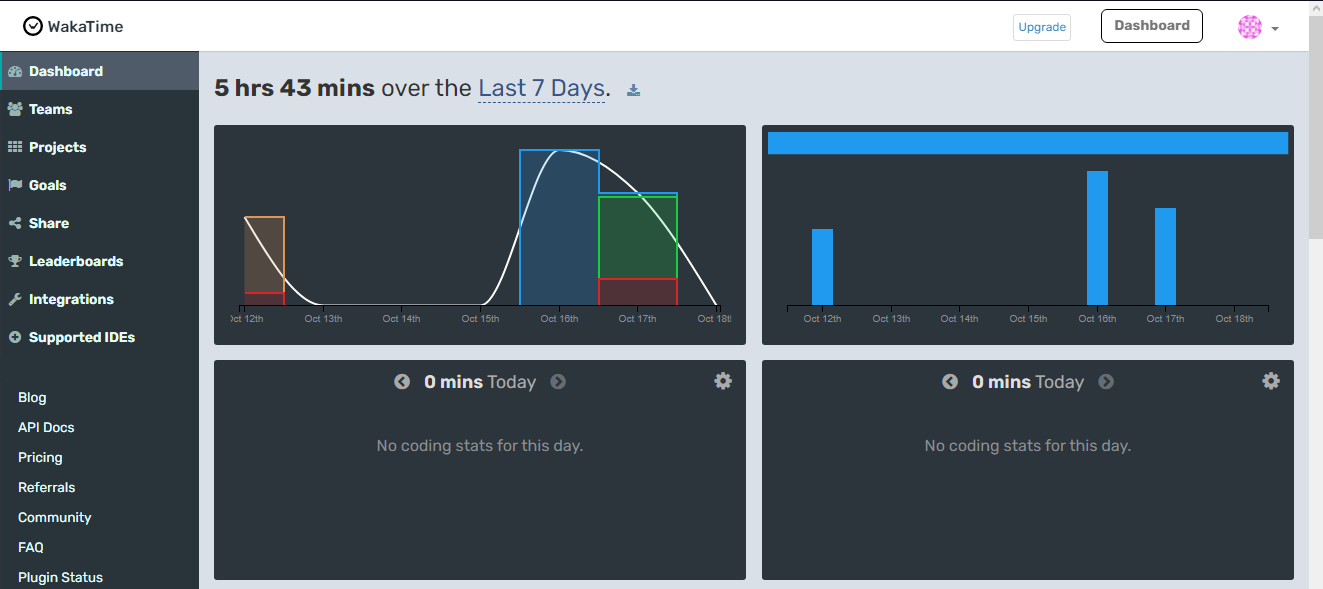 WakaTime
Upgrade
Dashboard
Dashboard
Teams
Projects
Goals
Share
Leaderboards
Integrations
Supported IDEs
Blog
API Docs
Pricing
Referrals
Community
FAQ
Plugin Status
5 hrs 43 mins over the Last 7 Days.
Oct 12th Oct 13th Oct 14th Oct 15th Oct 16th Oct 17th Oct 18th
Oct 12th Oct 13th Oct 14th Oct 15th Oct 16th Oct 17th Oct 18th
0 mins Today
No coding stats for this day.
0 mins Today
No coding stats for this day.